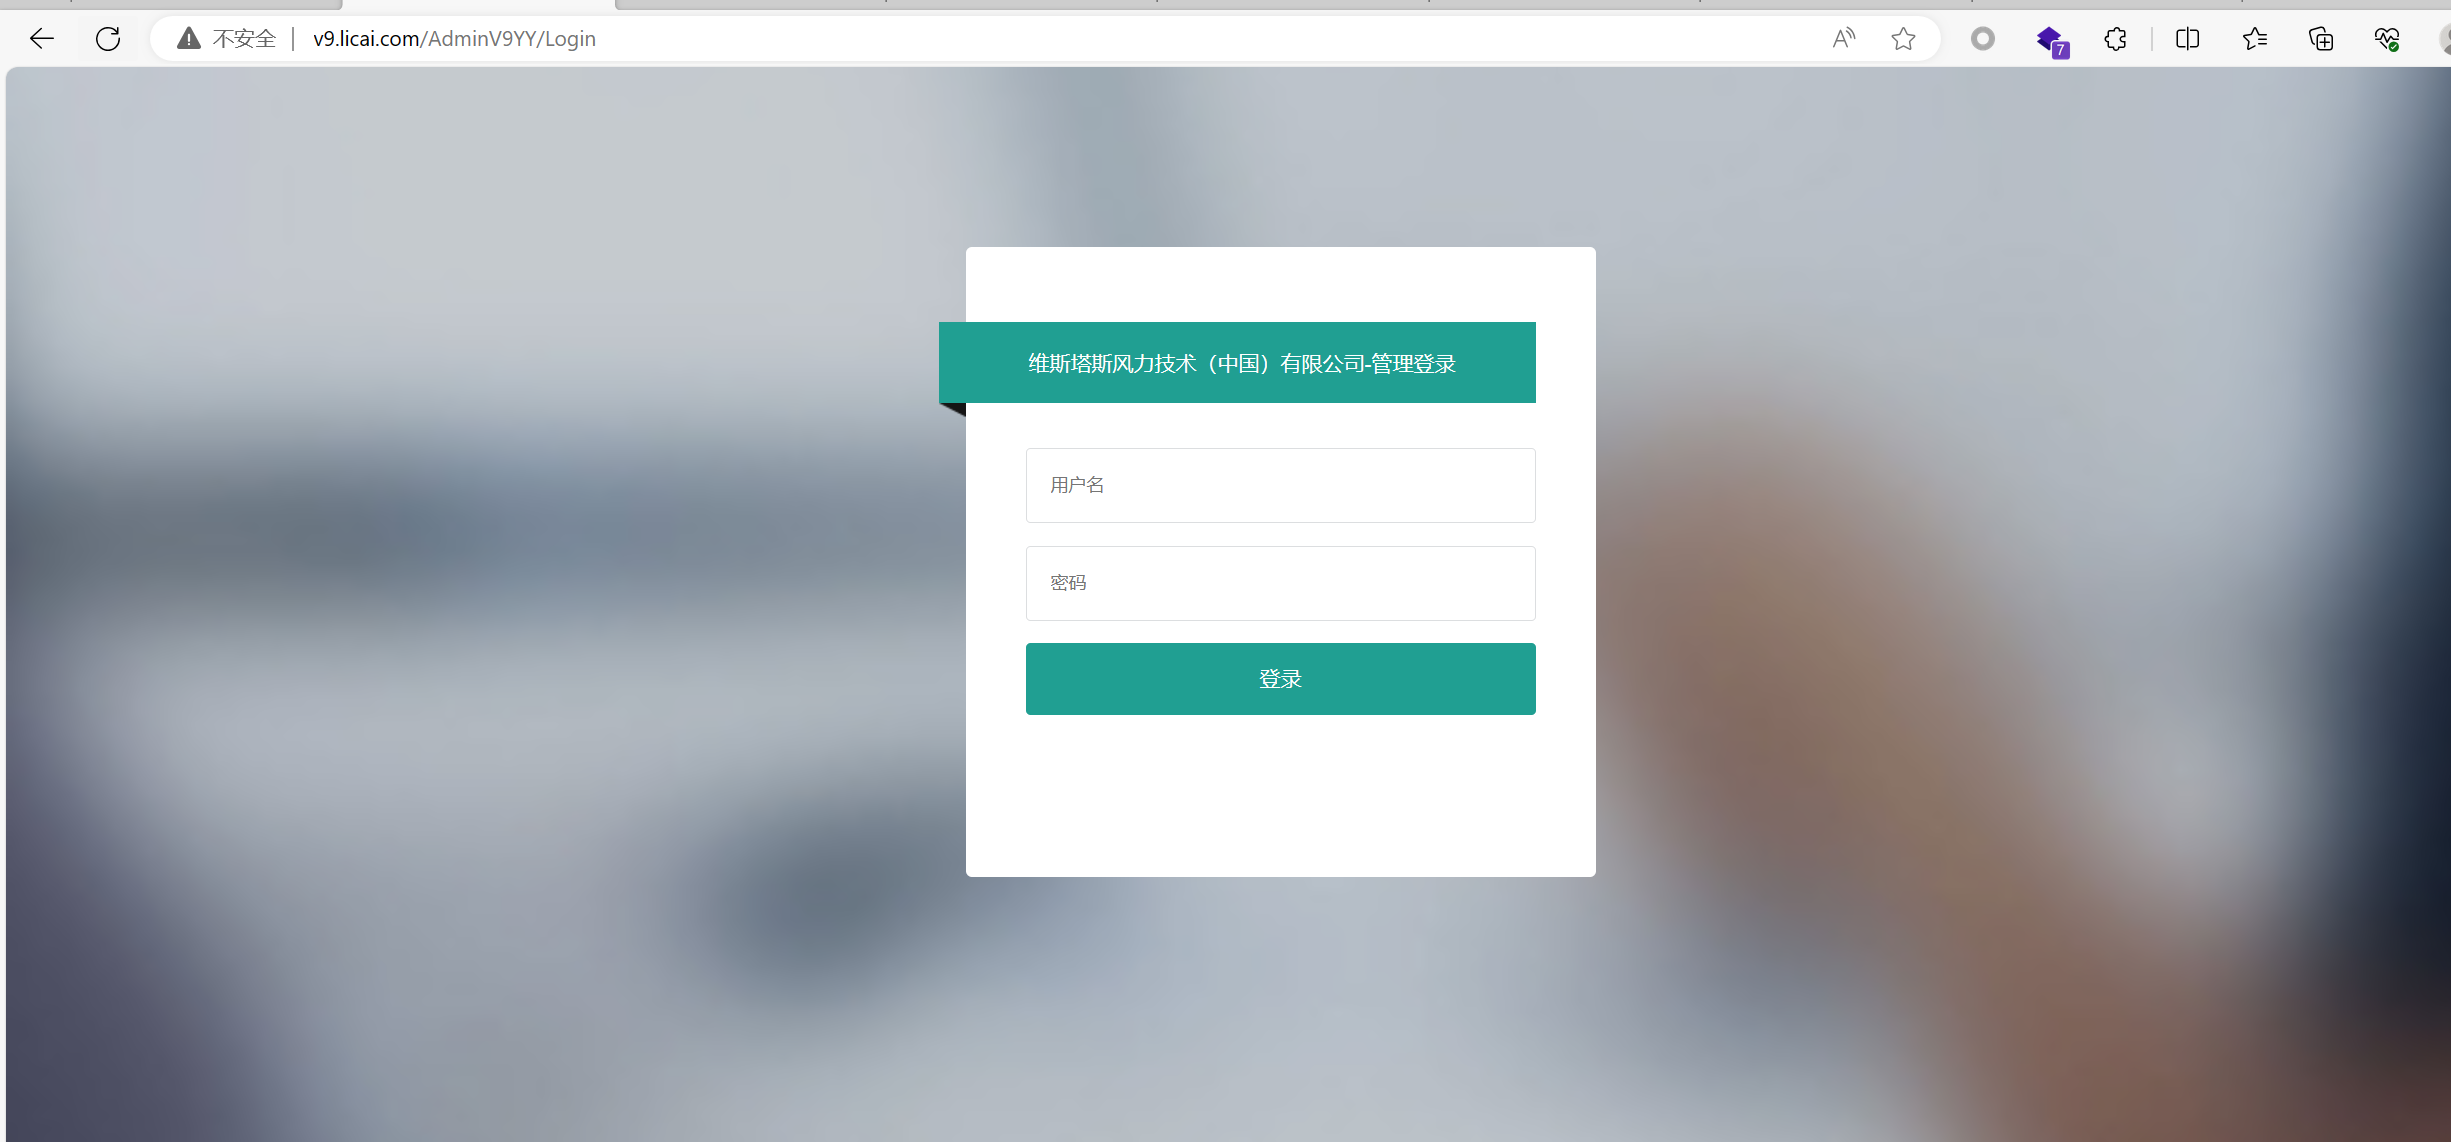 不安全 v9.licai.com/AdminV9YY/Login
7
维斯塔斯风力技术（中国）有限公司-管理登录
用户名
密码
登录